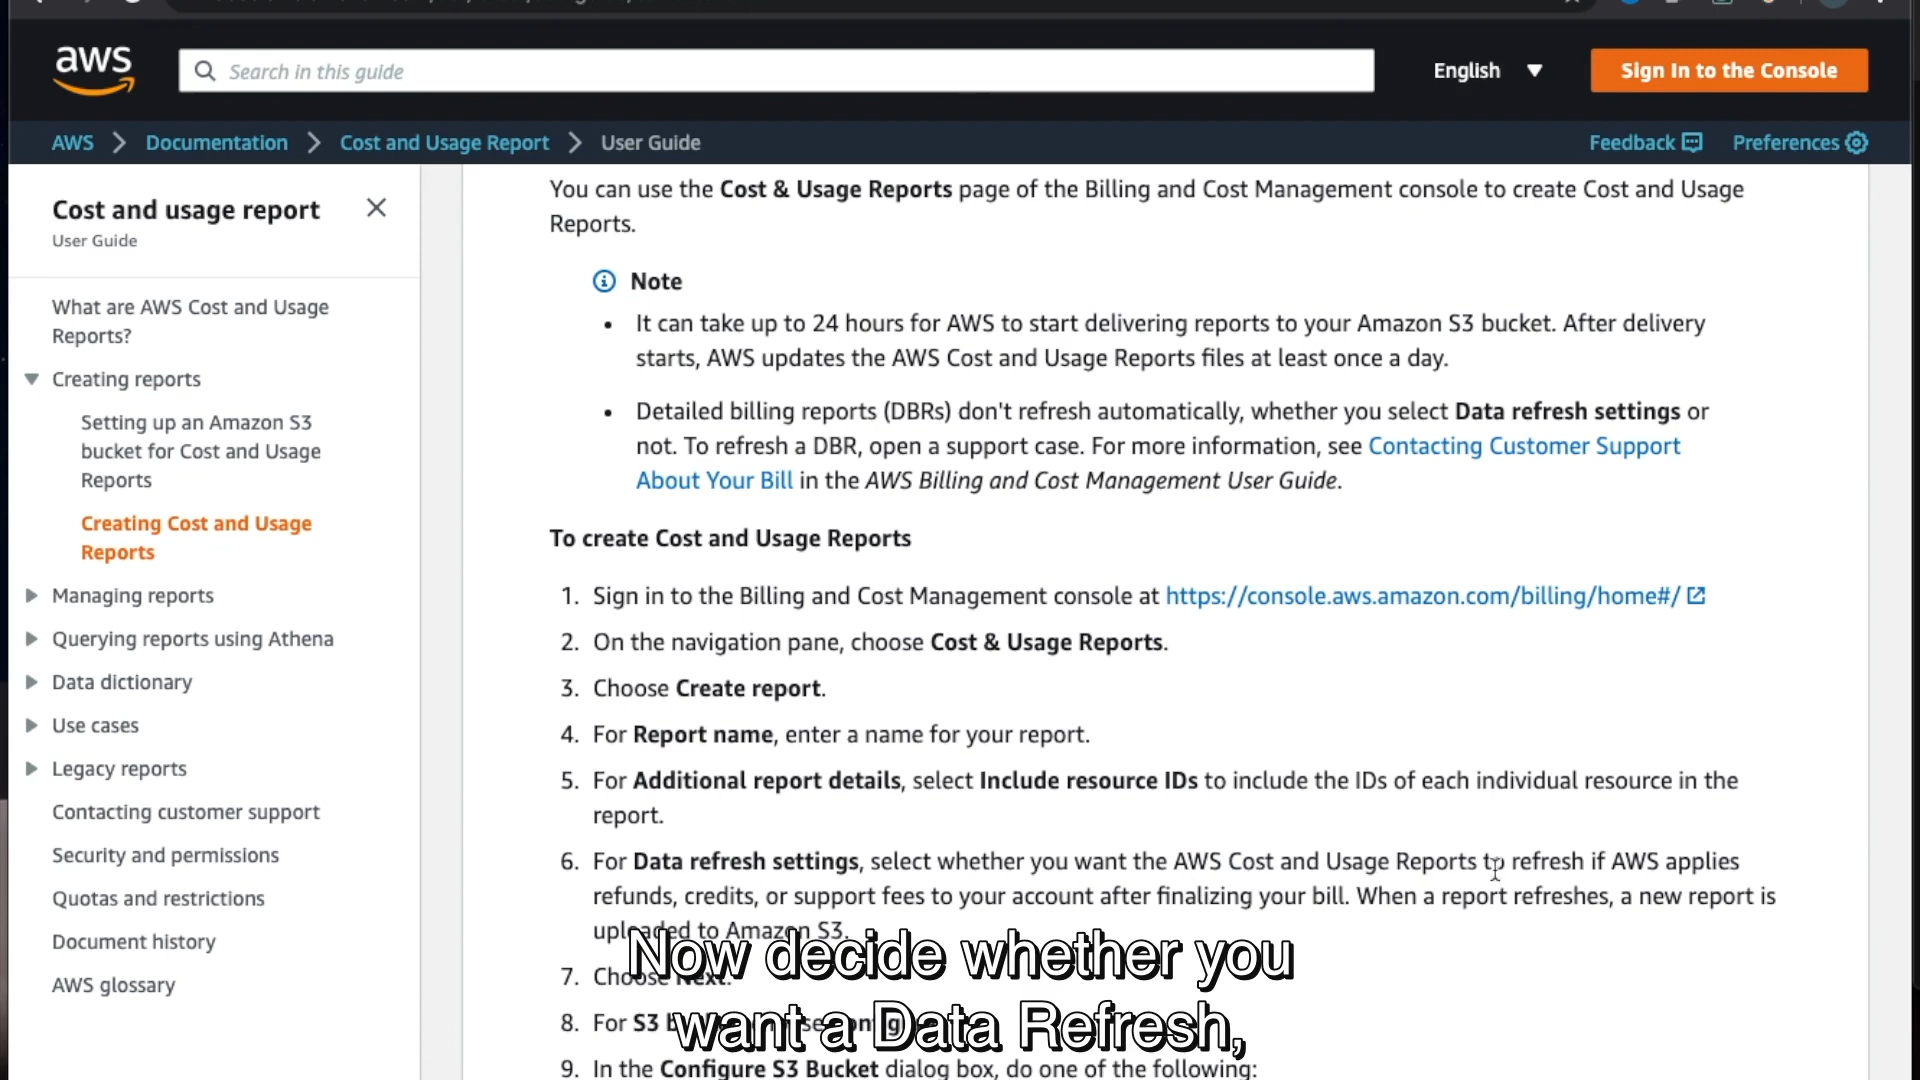 aws
Search in this guide
English
Sign In to the Console
AWS
Documentation
Cost and Usage Report
User Guide
Feedback
Preferences
Cost and usage report
User Guide
What are AWS Cost and Usage
Reports?
Creating reports
Setting up an Amazon S3
bucket for Cost and Usage
Reports
Creating Cost and Usage
Reports
Managing reports
Querying reports using Athena
Data dictionary
Use cases
Legacy reports
Contacting customer support
Security and permissions
Quotas and restrictions
Document history
AWS glossary
You can use the Cost & Usage Reports page of the Billing and Cost Management console to create Cost and Usage
Reports.
Note
• It can take up to 24 hours for AWS to start delivering reports to your Amazon S3 bucket. After delivery
starts, AWS updates the AWS Cost and Usage Reports files at least once a day.
• Detailed billing reports (DBRs) don't refresh automatically, whether you select Data refresh settings or
not. To refresh a DBR, open a support case. For more information, see Contacting Customer Support
About Your Bill in the AWS Billing and Cost Management User Guide.
To create Cost and Usage Reports
1. Sign in to the Billing and Cost Management console at https://console.aws.amazon.com/billing/home#/
2. On the navigation pane, choose Cost & Usage Reports.
3. Choose Create report.
4. For Report name, enter a name for your report.
5. For Additional report details, select Include resource IDs to include the IDs of each individual resource in the
report.
6. For Data refresh settings, select whether you want the AWS Cost and Usage Reports to refresh if AWS applies
refunds, credits, or support fees to your account after finalizing your bill. When a report refreshes, a new report is
uploaded to Amazon S3.
7. Choose Next.
8. For S3
9. In the Configure S3 Bucket dialog box, do one of the following:
Now decide whether you
want a Data Refresh,